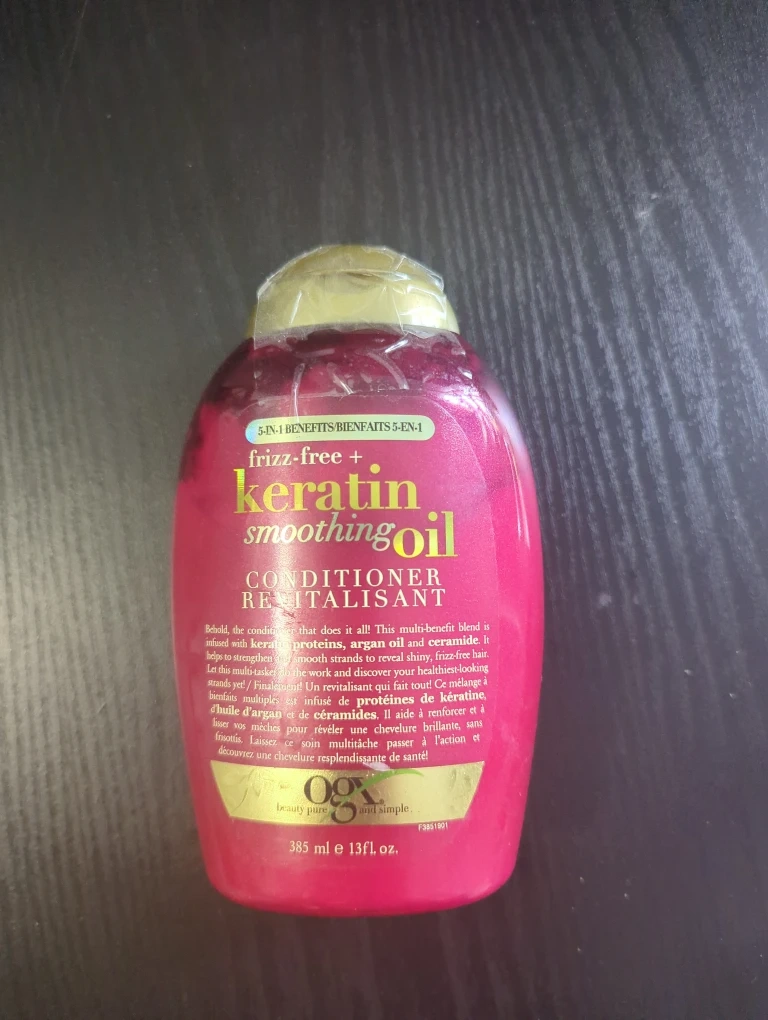 5-IN-1 BENEFITS/BIENFAITS 5-EN-1
frizz-free +
keratin
smoothing
oil
CONDITIONER
REVITALISANT
Behold, the conditioner that does it all! This multi-benefit blend is
infused with keratin proteins, argan oil and ceramide. It
helps to strengthen and smooth strands to reveal shiny, frizz-free hair.
Let this multi-tasker do the work and discover your healthiest-looking
strands yet! / Finalement! Un revitalisant qui fait tout! Ce mélange à
bienfaits multiples est infusé de protéines de kératine,
d'huile d'argan et de céramides. Il aide à renforcer et à
lisser vos mèches pour révéler une chevelure brillante, sans
frisottis. Laissez ce soin multitâche passer à l'action et
découvrez une chevelure resplendissante de santé!
ogx
beauty pure and simple
F3851901
385 ml e 13fl. oz.